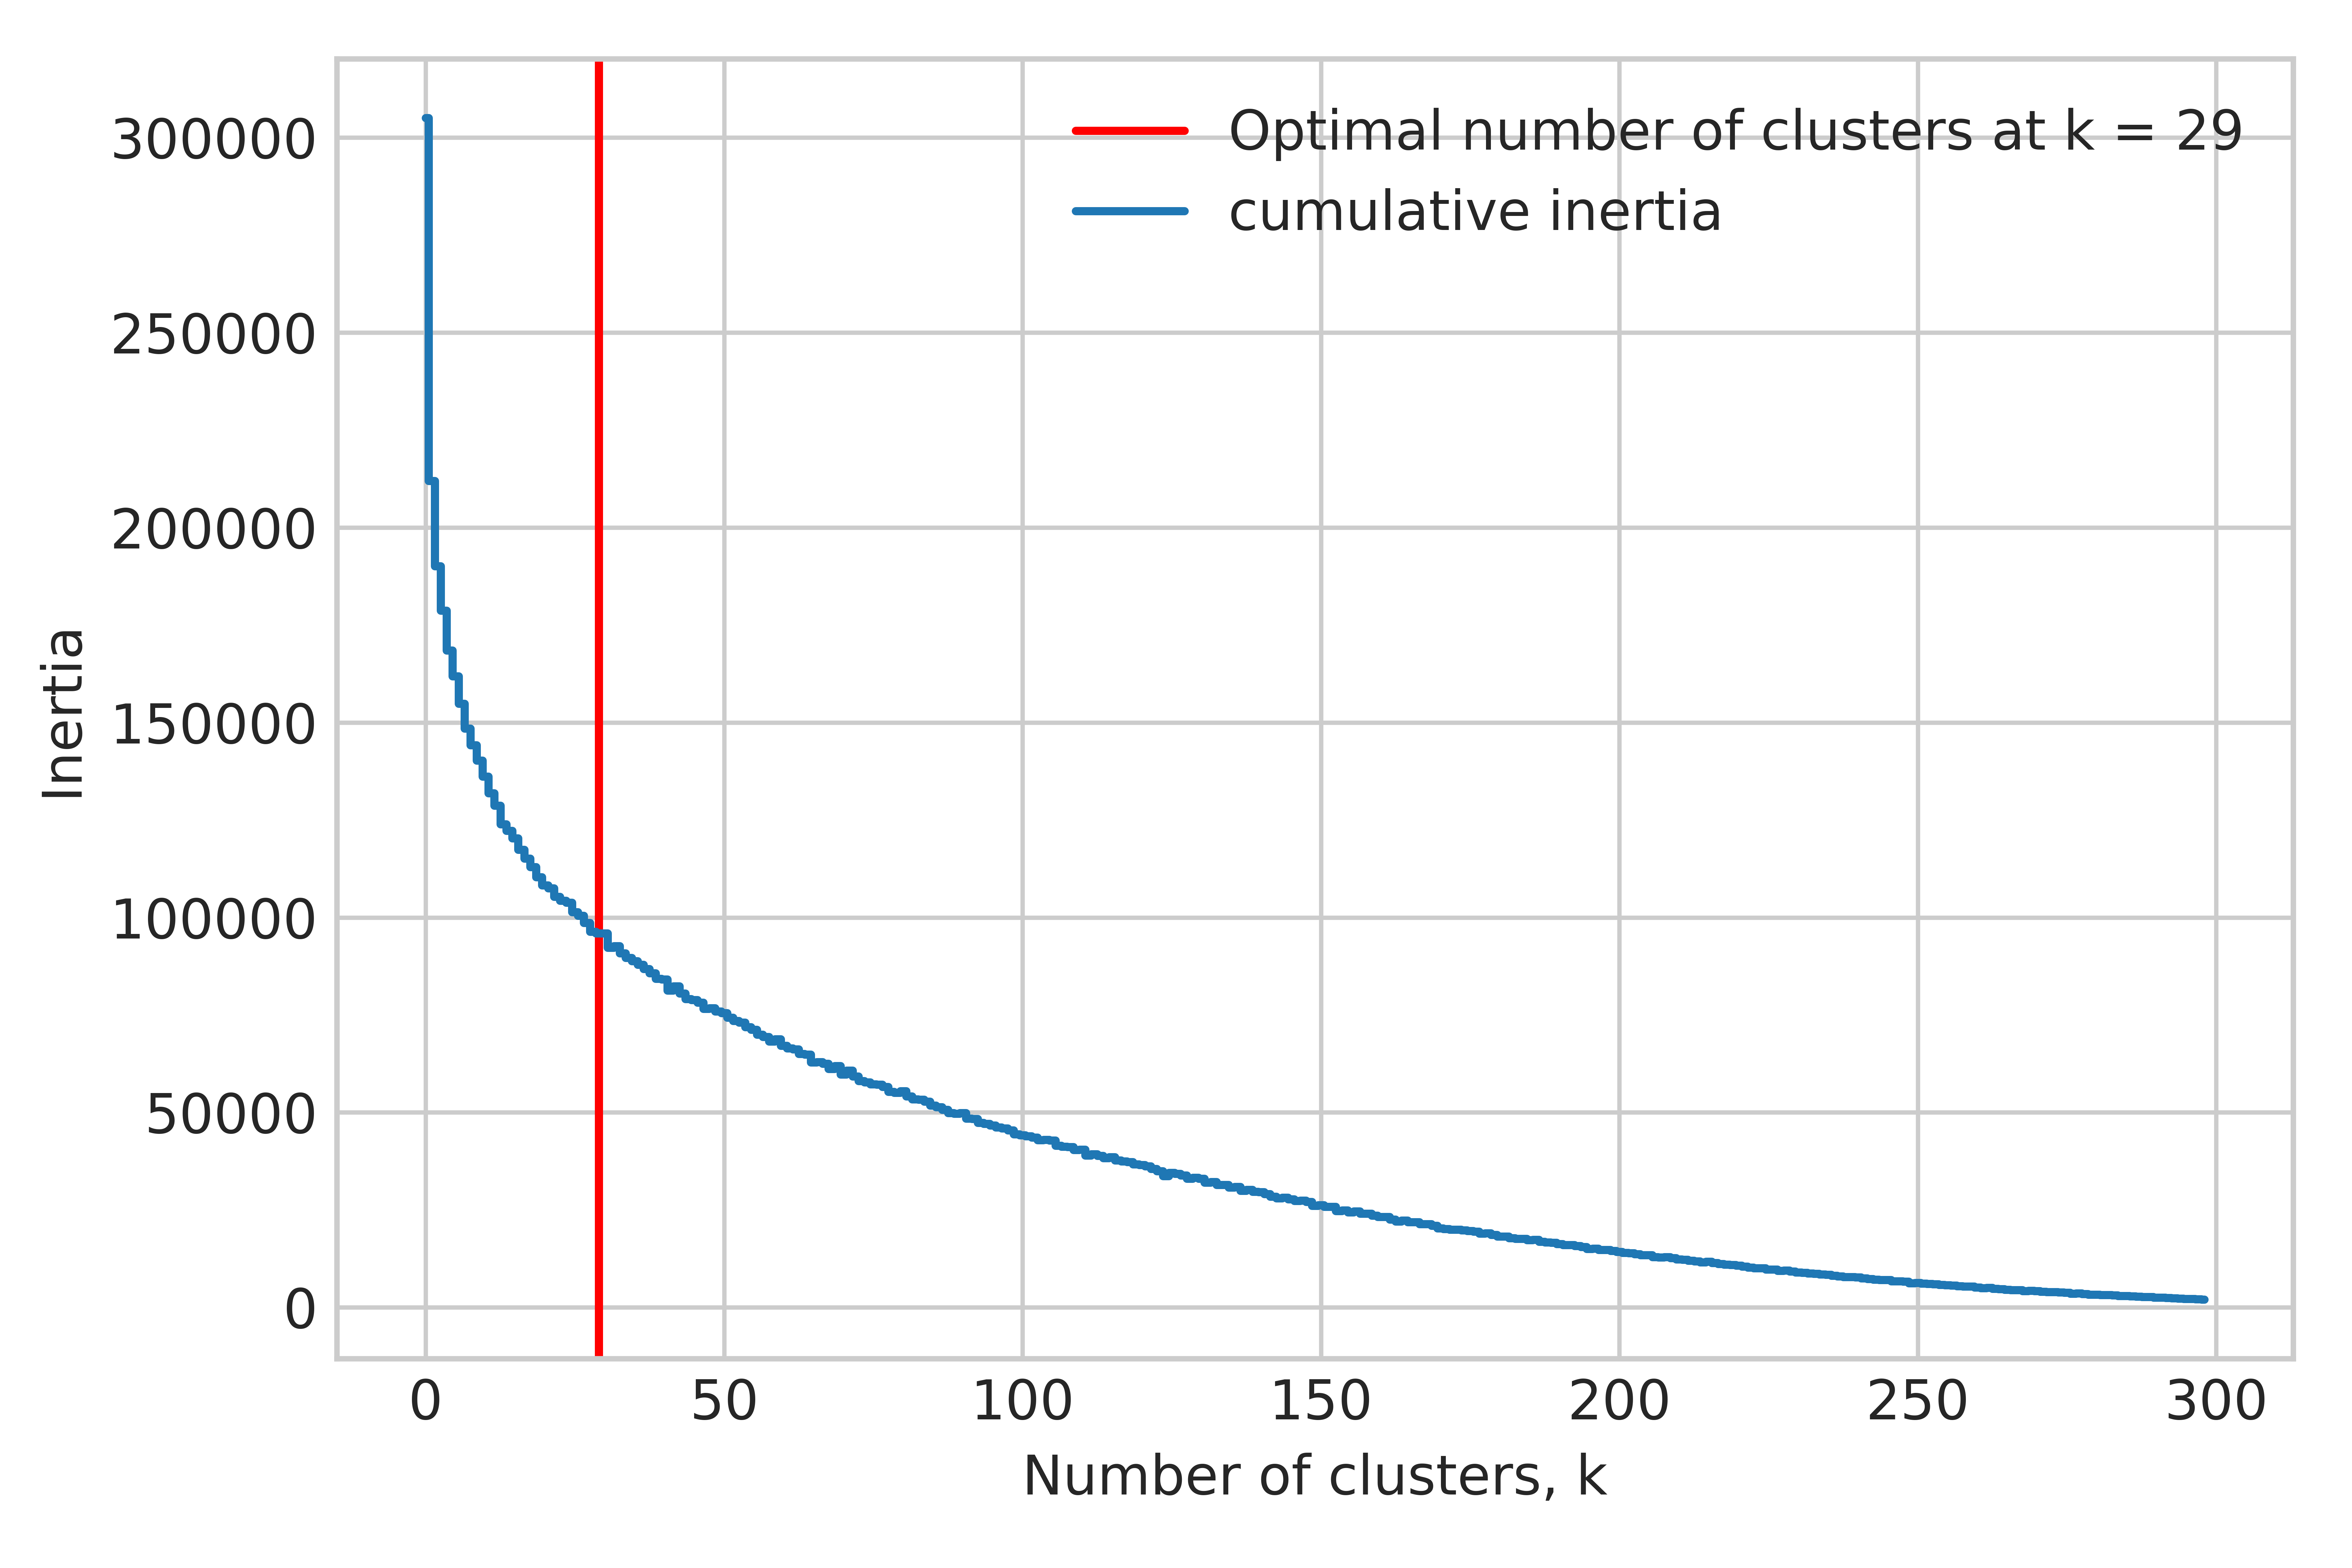 Optimal number of clusters at k = 29
cumulative inertia
300000
250000
200000
150000
100000
50000
0
Inertia
0 50 100 150 200 250 300
Number of clusters, k